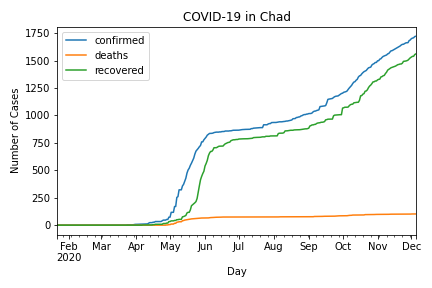 COVID-19 in Chad
Number of Cases
1750
1500
1250
1000
750
500
250
0
confirmed
deaths
recovered
Feb Mar Apr May Jun Jul Aug Sep Oct Nov Dec
2020
Day